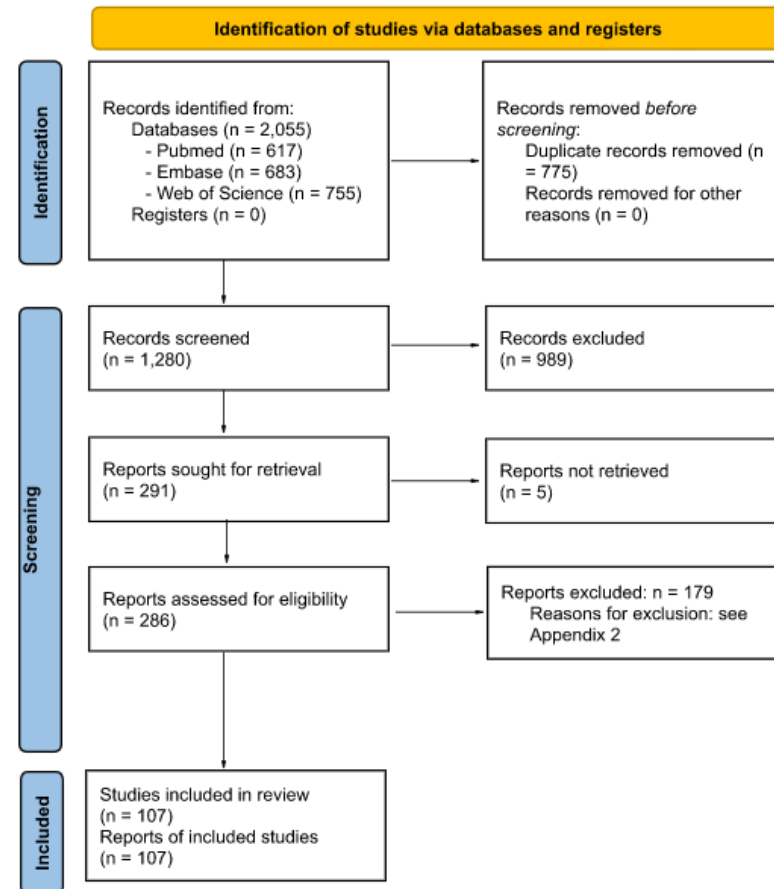 Identification of studies via databases and registers
Identification
Records identified from:
Databases (n = 2,055)
- Pubmed (n = 617)
- Embase (n = 683)
- Web of Science (n = 755)
Registers (n = 0)
Records removed before
screening:
Duplicate records removed (n
= 775)
Records removed for other
reasons (n = 0)
Screening
Records screened
(n = 1,280)
Records excluded
(n = 989)
Reports sought for retrieval
(n = 291)
Reports not retrieved
(n = 5)
Reports assessed for eligibility
(n = 286)
Reports excluded: n = 179
Reasons for exclusion: see
Appendix 2
Included
Studies included in review
(n = 107)
Reports of included studies
(n = 107)